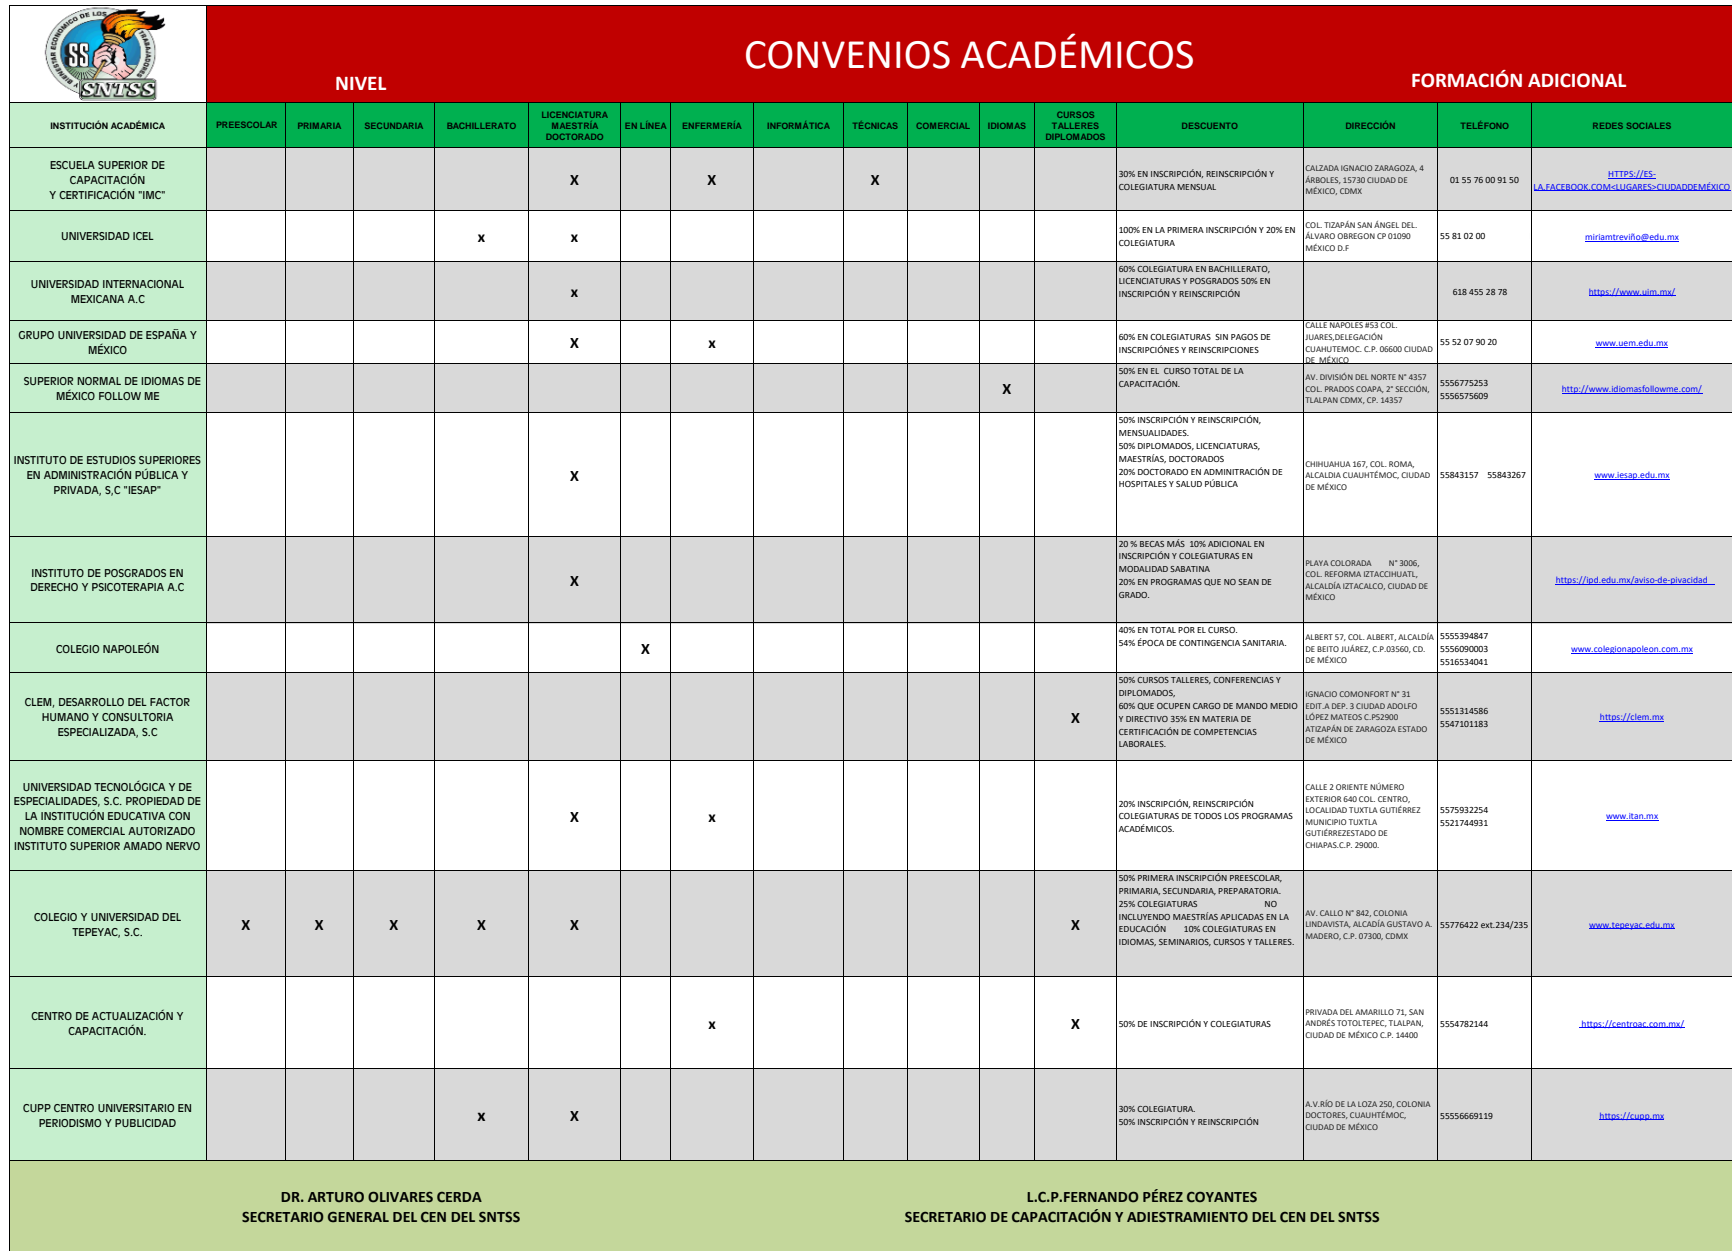 BIENESTAR ECONOMICO DE LOS TRABAJADORES
SS
SNTSS
CONVENIOS ACADÉMICOS
NIVEL
FORMACIÓN ADICIONAL
INSTITUCIÓN ACADÉMICA
PREESCOLAR
PRIMARIA
SECUNDARIA
BACHILLERATO
LICENCIATURA
MAESTRÍA
DOCTORADO
EN LÍNEA
ENFERMERÍA
INFORMÁTICA
TÉCNICAS
COMERCIAL
IDIOMAS
CURSOS
TALLERES
DIPLOMADOS
DESCUENTO
DIRECCIÓN
TELÉFONO
REDES SOCIALES
ESCUELA SUPERIOR DE
CAPACITACIÓN
Y CERTIFICACIÓN "IMC"
X
X
X
30% EN INSCRIPCIÓN, REINSCRIPCIÓN Y
COLEGIATURA MENSUAL
CALZADA IGNACIO ZARAGOZA, 4
ÁRBOLES, 15730 CIUDAD DE
MÉXICO, CDMX
01 55 76 00 91 50
HTTPS://ES-
LA.FACEBOOK.COM<LUGARES>CIUDADDEMÉXICO
UNIVERSIDAD ICEL
x
x
100% EN LA PRIMERA INSCRIPCIÓN Y 20% EN
COLEGIATURA
COL. TIZAPÁN SAN ÁNGEL DEL.
ÁLVARO OBREGON CP 01090
MÉXICO D.F
55 81 02 00
miriamtreviño@edu.mx
UNIVERSIDAD INTERNACIONAL
MEXICANA A.C
x
60% COLEGIATURA EN BACHILLERATO,
LICENCIATURAS Y POSGRADOS 50% EN
INSCRIPCIÓN Y REINSCRIPCIÓN
618 455 28 78
https://www.uim.mx/
GRUPO UNIVERSIDAD DE ESPAÑA Y
MÉXICO
X
x
60% EN COLEGIATURAS SIN PAGOS DE
INSCRIPCIÓNES Y REINSCRIPCIONES
CALLE NAPOLES #53 COL.
JUARES,DELEGACIÓN
CUAHUTEMOC. C.P. 06600 CIUDAD
DE MÉXICO
55 52 07 90 20
www.uem.edu.mx
SUPERIOR NORMAL DE IDIOMAS DE
MÉXICO FOLLOW ME
X
50% EN EL CURSO TOTAL DE LA
CAPACITACIÓN.
AV. DIVISIÓN DEL NORTE N° 4357
COL. PRADOS COAPA, 2° SECCIÓN,
TLALPAN CDMX, CP. 14357
5556775253
5556575609
http://www.idiomasfollowme.com/
INSTITUTO DE ESTUDIOS SUPERIORES
EN ADMINISTRACIÓN PÚBLICA Y
PRIVADA, S,C "IESAP"
X
50% INSCRIPCIÓN Y REINSCRIPCIÓN,
MENSUALIDADES.
50% DIPLOMADOS, LICENCIATURAS,
MAESTRÍAS, DOCTORADOS
20% DOCTORADO EN ADMINITRACIÓN DE
HOSPITALES Y SALUD PÚBLICA
CHIHUAHUA 167, COL. ROMA,
ALCALDIA CUAUHTÉMOC, CIUDAD
DE MÉXICO
55843157 55843267
www.iesap.edu.mx
INSTITUTO DE POSGRADOS EN
DERECHO Y PSICOTERAPIA A.C
X
20 % BECAS MÁS 10% ADICIONAL EN
INSCRIPCIÓN Y COLEGIATURAS EN
MODALIDAD SABATINA
20% EN PROGRAMAS QUE NO SEAN DE
GRADO.
PLAYA COLORADA N° 3006,
COL. REFORMA IZTACCIHUATL,
ALCALDÍA IZTACALCO, CIUDAD DE
MÉXICO
https://ipd.edu.mx/aviso-de-pivacidad
COLEGIO NAPOLEÓN
X
40% EN TOTAL POR EL CURSO.
54% ÉPOCA DE CONTINGENCIA SANITARIA.
ALBERT 57, COL. ALBERT, ALCALDÍA
DE BEITO JUÁREZ, C.P.03560, CD.
DE MÉXICO
5555394847
5556090003
5516534041
www.colegionapoleon.com.mx
CLEM, DESARROLLO DEL FACTOR
HUMANO Y CONSULTORIA
ESPECIALIZADA, S.C
X
50% CURSOS TALLERES, CONFERENCIAS Y
DIPLOMADOS,
60% QUE OCUPEN CARGO DE MANDO MEDIO
Y DIRECTIVO 35% EN MATERIA DE
CERTIFICACIÓN DE COMPETENCIAS
LABORALES.
IGNACIO COMONFORT N° 31
EDIT.A DEP. 3 CIUDAD ADOLFO
LÓPEZ MATEOS C.P52900
ATIZAPÁN DE ZARAGOZA ESTADO
DE MÉXICO
5551314586
5547101183
https://clem.mx
UNIVERSIDAD TECNOLÓGICA Y DE
ESPECIALIDADES, S.C. PROPIEDAD DE
LA INSTITUCIÓN EDUCATIVA CON
NOMBRE COMERCIAL AUTORIZADO
INSTITUTO SUPERIOR AMADO NERVO
X
x
20% INSCRIPCIÓN, REINSCRIPCIÓN
COLEGIATURAS DE TODOS LOS PROGRAMAS
ACADÉMICOS.
CALLE 2 ORIENTE NÚMERO
EXTERIOR 640 COL. CENTRO,
LOCALIDAD TUXTLA GUTIÉRREZ
MUNICIPIO TUXTLA
GUTIÉRREZESTADO DE
CHIAPAS.C.P. 29000.
5575932254
5521744931
www.itan.mx
COLEGIO Y UNIVERSIDAD DEL
TEPEYAC, S.C.
X
X
X
X
X
X
50% PRIMERA INSCRIPCIÓN PREESCOLAR,
PRIMARIA, SECUNDARIA, PREPARATORIA.
25% COLEGIATURAS NO
INCLUYENDO MAESTRÍAS APLICADAS EN LA
EDUCACIÓN 10% COLEGIATURAS EN
IDIOMAS, SEMINARIOS, CURSOS Y TALLERES.
AV. CALLO N° 842, COLONIA
LINDAVISTA, ALCADÍA GUSTAVO A.
MADERO, C.P. 07300, CDMX
55776422 ext.234/235
www.tepeyac.edu.mx
CENTRO DE ACTUALIZACIÓN Y
CAPACITACIÓN.
x
X
50% DE INSCRIPCIÓN Y COLEGIATURAS
PRIVADA DEL AMARILLO 71, SAN
ANDRÉS TOTOLTEPEC, TLALPAN,
CIUDAD DE MÉXICO C.P. 14400
5554782144
https://centroac.com.mx/
CUPP CENTRO UNIVERSITARIO EN
PERIODISMO Y PUBLICIDAD
x
X
30% COLEGIATURA.
50% INSCRIPCIÓN Y REINSCRIPCIÓN
A.V.RÍO DE LA LOZA 250, COLONIA
DOCTORES, CUAUHTÉMOC,
CIUDAD DE MÉXICO
55556669119
https://cupp.mx
DR. ARTURO OLIVARES CERDA
SECRETARIO GENERAL DEL CEN DEL SNTSS
L.C.P.FERNANDO PÉREZ COYANTES
SECRETARIO DE CAPACITACIÓN Y ADIESTRAMIENTO DEL CEN DEL SNTSS